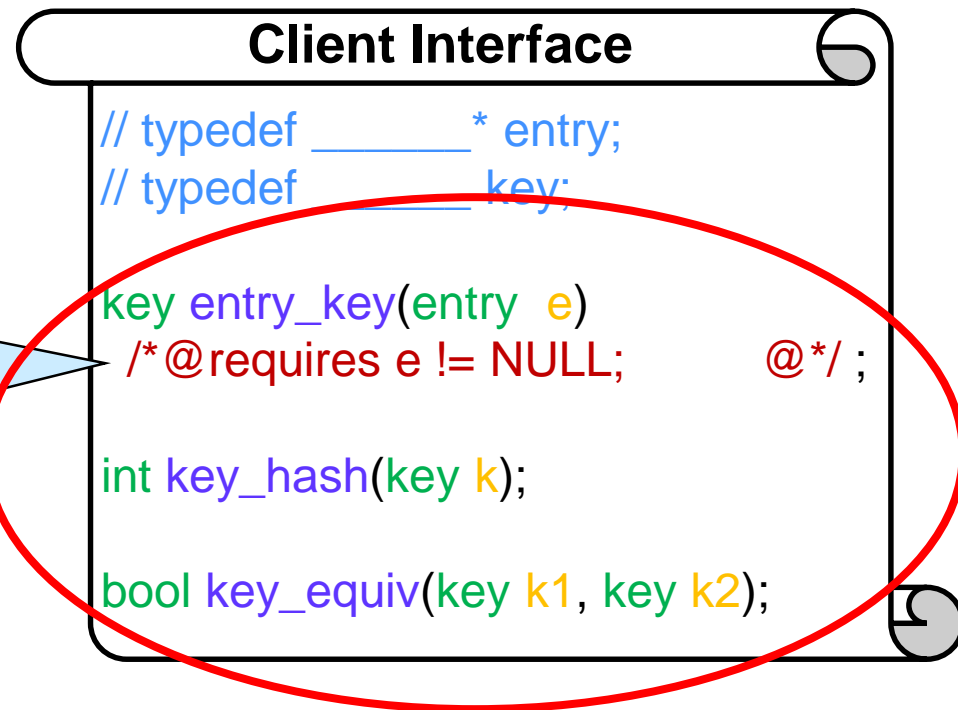 Client Interface
// typedef ______* entry;
// typedef ______ key;
key entry_key(entry e)
/*@requires e != NULL; @*/ ;
int key_hash(key k);
bool key_equiv(key k1, key k2);